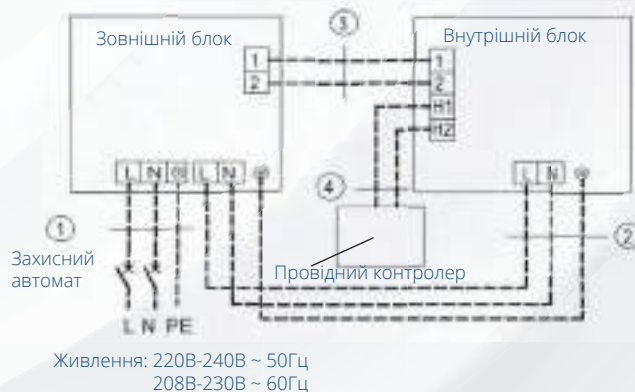 ③
Зовнішній блок
Внутрішній блок
1
1
2
2
H1
H2
L N L N
L N
④
①
②
Захисний
автомат
Провідний контролер
L N PE
Живлення: 220В-240В ~ 50Гц
208В-230В ~ 60Гц